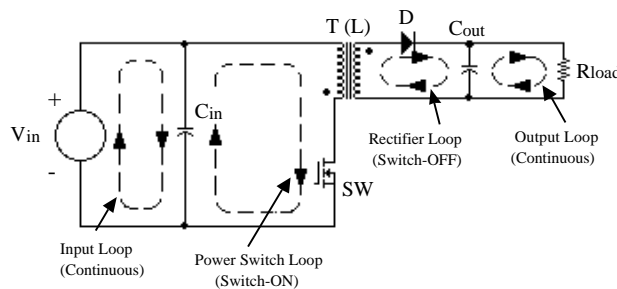 T (L)
D
Cout
Rload
+
Vin
-
Cin
SW
Rectifier Loop
(Switch-OFF)
Output Loop
(Continuous)
Input Loop
(Continuous)
Power Switch Loop
(Switch-ON)